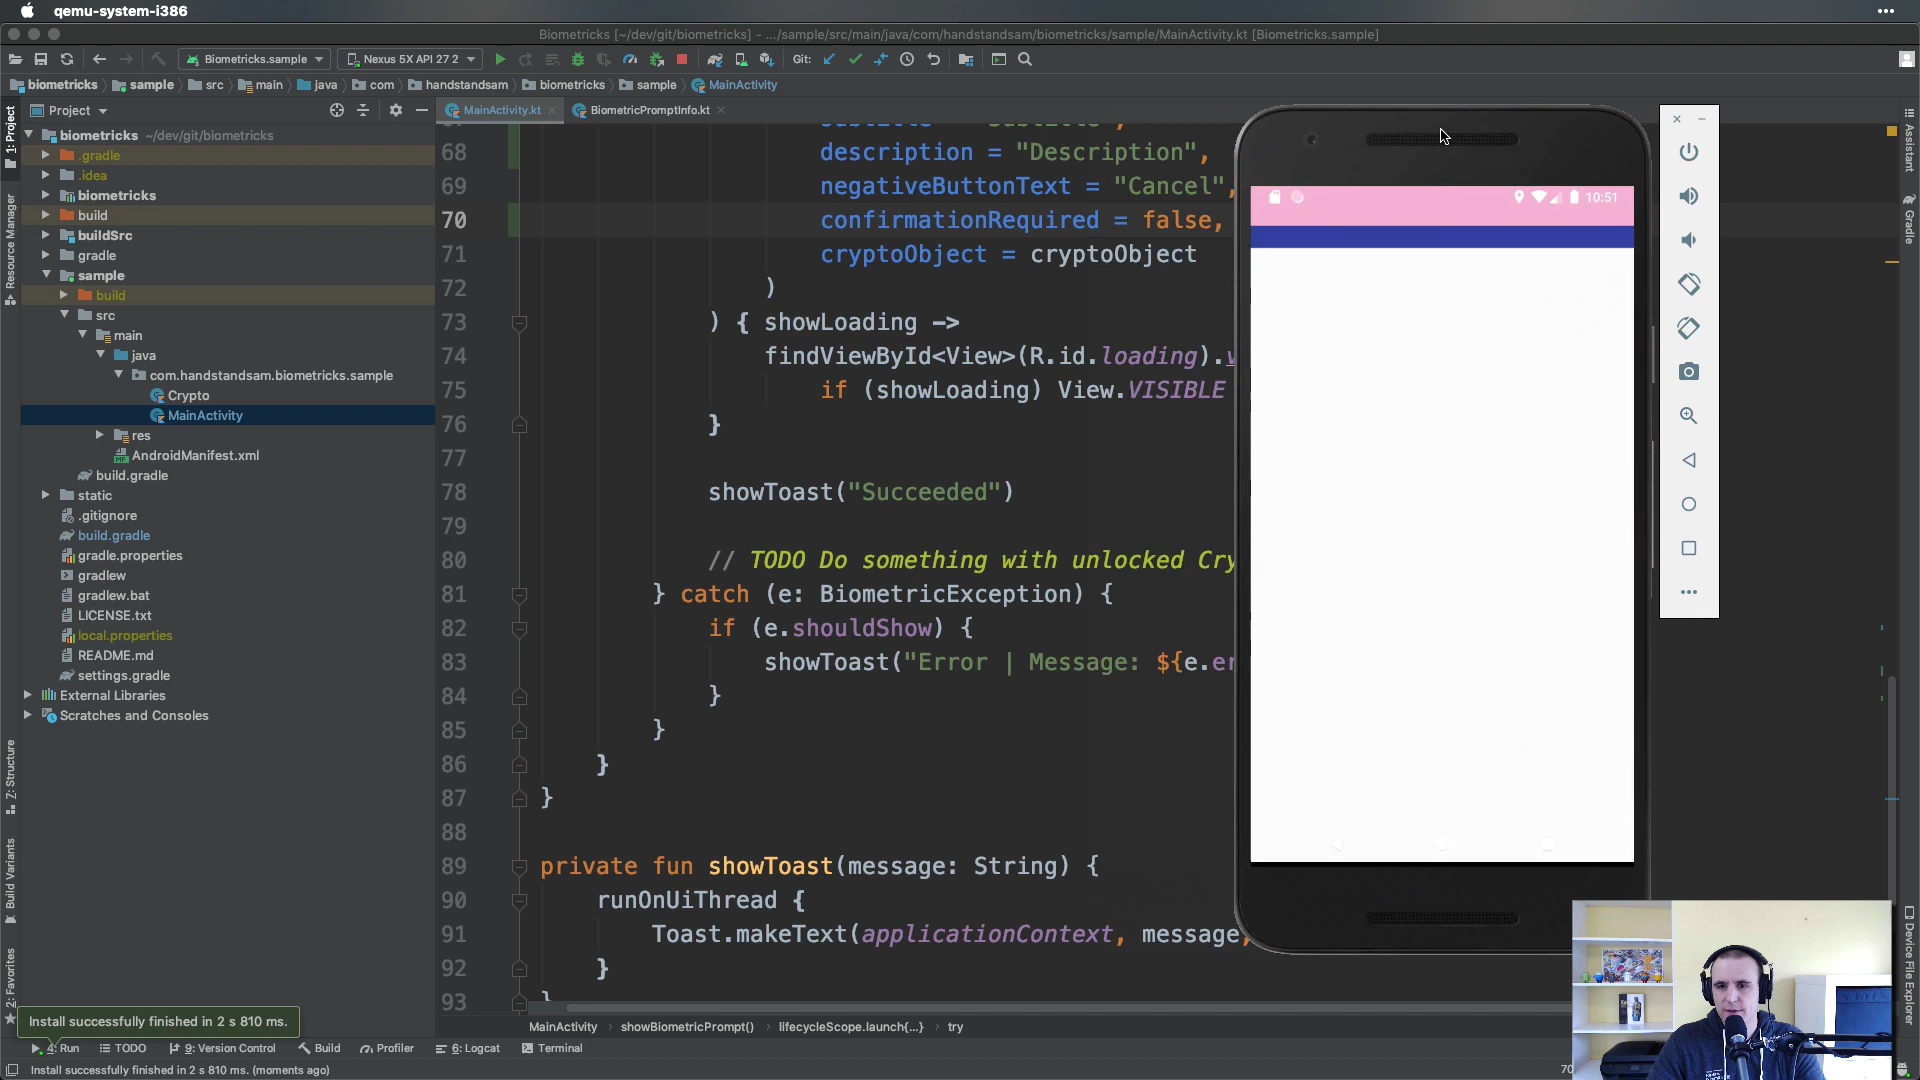 qemu-system-i386
Biometricks [~/dev/git/biometricks] - .../sample/src/main/java/com/handstandsam/biometricks/sample/MainActivity.kt [Biometricks.sample]
Biometricks.sample
Nexus 5X API 27 2
Git:
biometricks
sample
src
main
java
com
handstandsam
biometricks
sample
MainActivity
Project
MainActivity.kt
BiometricPromptInfo.kt
1: Project
Resource Manager
Z: Structure
Build Variants
2: Favorites
biometricks ~/dev/git/biometricks
.gradle
.idea
biometricks
build
buildSrc
gradle
sample
build
src
main
java
com.handstandsam.biometricks.sample
Crypto
MainActivity
res
AndroidManifest.xml
build.gradle
static
.gitignore
build.gradle
gradle.properties
gradlew
gradlew.bat
LICENSE.txt
local.properties
README.md
settings.gradle
External Libraries
Scratches and Consoles
68 description = "Description",
69 negativeButtonText = "Cancel",
70 confirmationRequired = false,
71 cryptoObject = cryptoObject
72 )
73 ) { showLoading ->
74 findViewById<View>(R.id.loading).v
75 if (showLoading) View.VISIBLE
76 }
77
78 showToast("Succeeded")
79
80 // TODO Do something with unlocked Cry
81 } catch (e: BiometricException) {
82 if (e.shouldShow) {
83 showToast("Error | Message: ${e.er
84 }
85 }
86 }
87 }
88
89 private fun showToast(message: String) {
90 runOnUiThread {
91 Toast.makeText(applicationContext, message,
92 }
93 }
10:51
Assistant
Gradle
Device File Explorer
MainActivity
showBiometricPrompt()
lifecycleScope.launch{...}
try
Install successfully finished in 2 s 810 ms.
4: Run
TODO
9: Version Control
Build
Profiler
6: Logcat
Terminal
Install successfully finished in 2 s 810 ms. (moments ago)
70